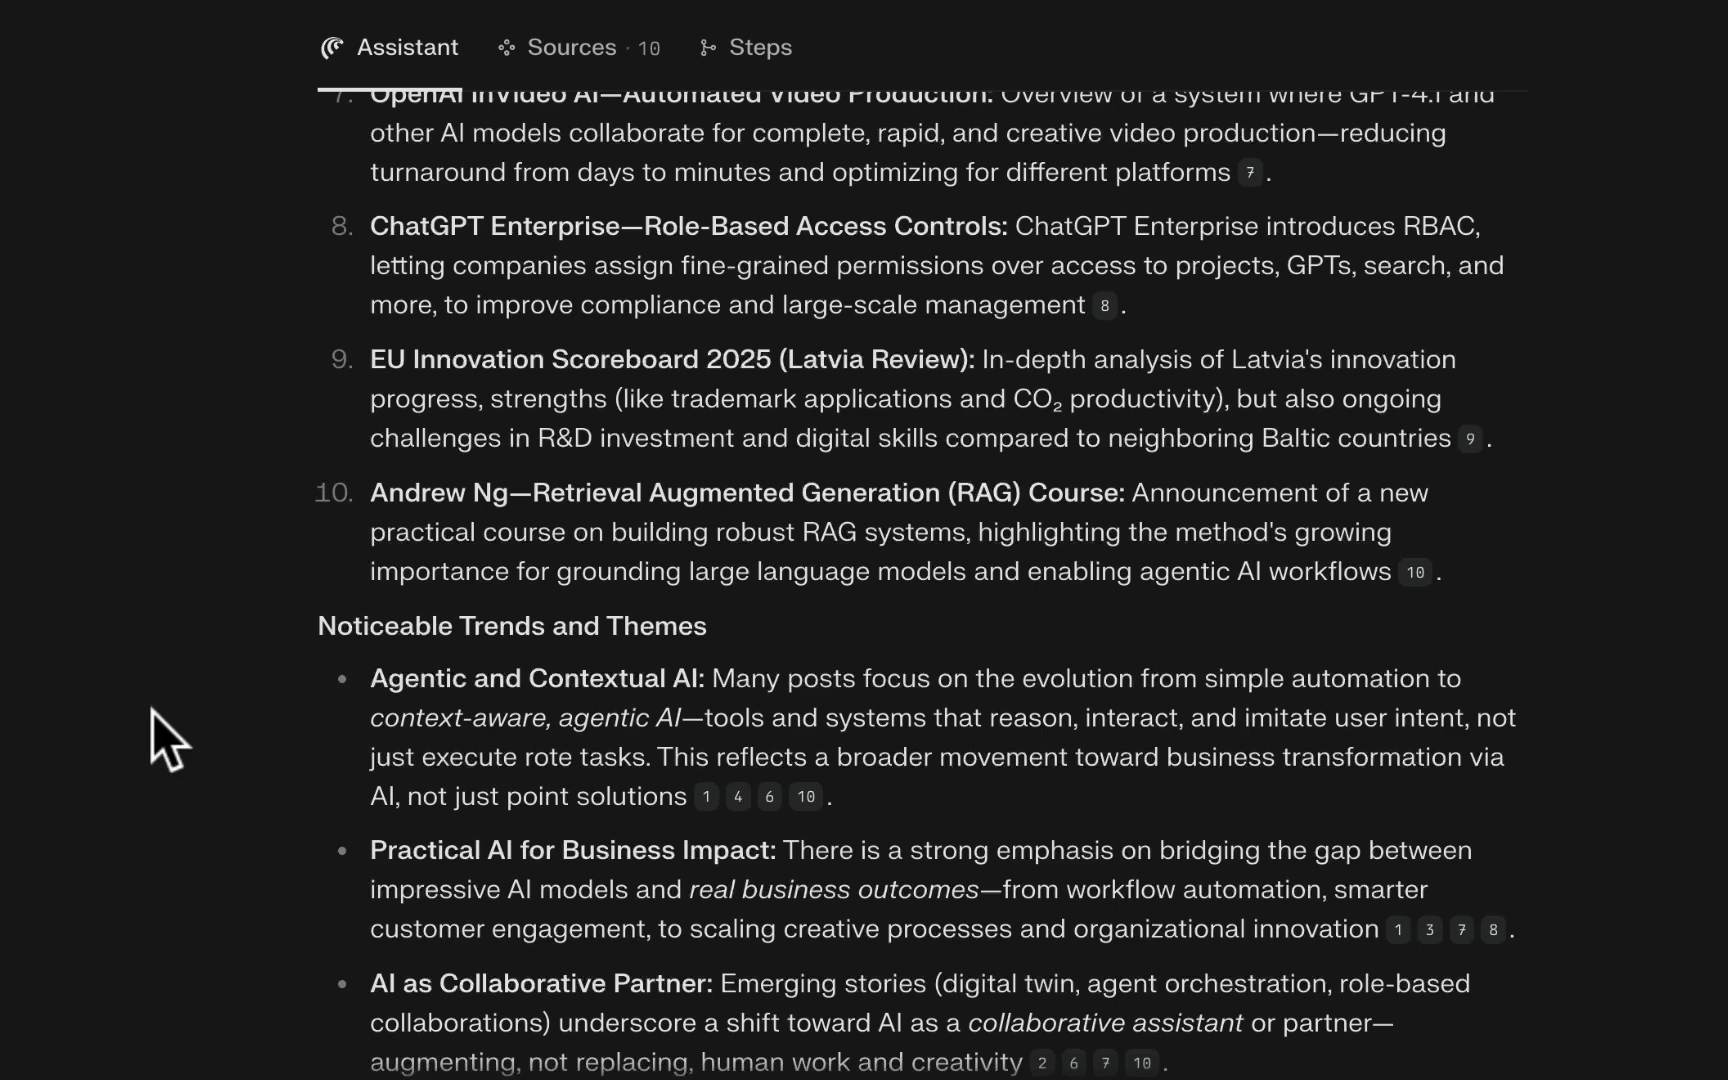 Assistant
Sources · 10
Steps
7. OpenAI InVideo AI—Automated Video Production: Overview of a system where GPT-4.1 and
other AI models collaborate for complete, rapid, and creative video production—reducing
turnaround from days to minutes and optimizing for different platforms 7 .
8. ChatGPT Enterprise—Role-Based Access Controls: ChatGPT Enterprise introduces RBAC,
letting companies assign fine-grained permissions over access to projects, GPTs, search, and
more, to improve compliance and large-scale management 8 .
9. EU Innovation Scoreboard 2025 (Latvia Review): In-depth analysis of Latvia's innovation
progress, strengths (like trademark applications and CO₂ productivity), but also ongoing
challenges in R&D investment and digital skills compared to neighboring Baltic countries 9 .
10. Andrew Ng—Retrieval Augmented Generation (RAG) Course: Announcement of a new
practical course on building robust RAG systems, highlighting the method's growing
importance for grounding large language models and enabling agentic AI workflows 10 .
Noticeable Trends and Themes
• Agentic and Contextual AI: Many posts focus on the evolution from simple automation to
context-aware, agentic AI—tools and systems that reason, interact, and imitate user intent, not
just execute rote tasks. This reflects a broader movement toward business transformation via
AI, not just point solutions 1 4 6 10 .
• Practical AI for Business Impact: There is a strong emphasis on bridging the gap between
impressive AI models and real business outcomes—from workflow automation, smarter
customer engagement, to scaling creative processes and organizational innovation 1 3 7 8 .
• AI as Collaborative Partner: Emerging stories (digital twin, agent orchestration, role-based
collaborations) underscore a shift toward AI as a collaborative assistant or partner—
augmenting, not replacing, human work and creativity 2 6 7 10 .